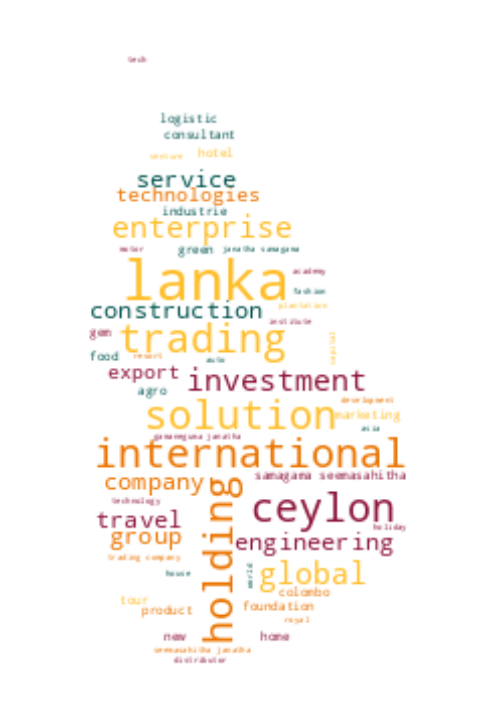 tech
logistic
consultant
venture hotel
service
technologies
industrie
enterprise
motor green janatha samagama
lanka academy
fashion
plantation
construction
institute
gem trading capital
food resort auto
export investment
agro
development
solution marketing
asia
gamameguma janatha
international
samagama seemasahitha
company
holding
technology
ceylon
travel holiday
group engineering
trading company
house world global
colombo
tour
product foundation
royal
new home
seemasahitha janatha
distributor